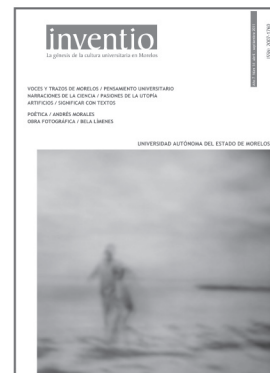 inventio
La génesis de la cultura universitaria en Morelos
VOCES Y TRAZOS DE MORELOS / PENSAMIENTO UNIVERSITARIO
NARRACIONES DE LA CIENCIA / PASIONES DE LA UTOPÍA
ARTIFICIOS / SIGNIFICAR CON TEXTOS
POÉTICA / ANDRÉS MORALES
OBRA FOTOGRÁFICA / BELA LÍMENES
UNIVERSIDAD AUTÓNOMA DEL ESTADO DE MORELOS